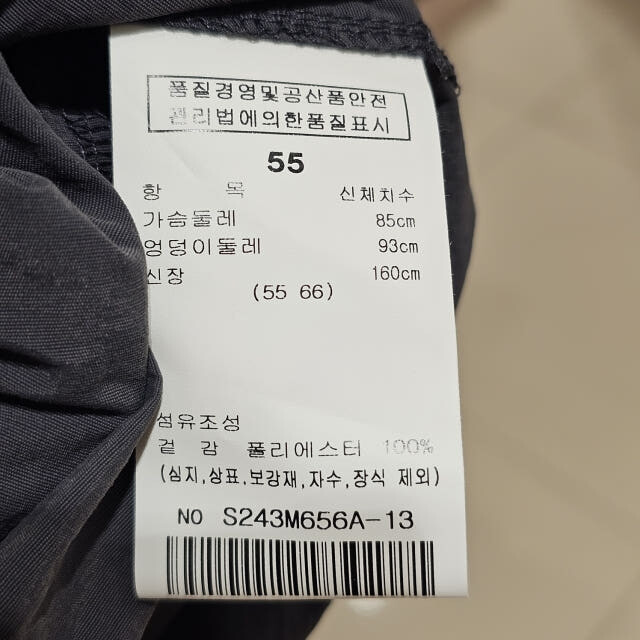 품질경영및공산품안전
관리법에의한품질표시
55
항 목 신체치수
가슴둘레 85cm
엉덩이둘레 93cm
신장 160cm
(55 66)
섬유조성
겉 감 폴리에스터 100%
(심지,상표,보강재,자수,장식 제외)
NO S243M656A-13